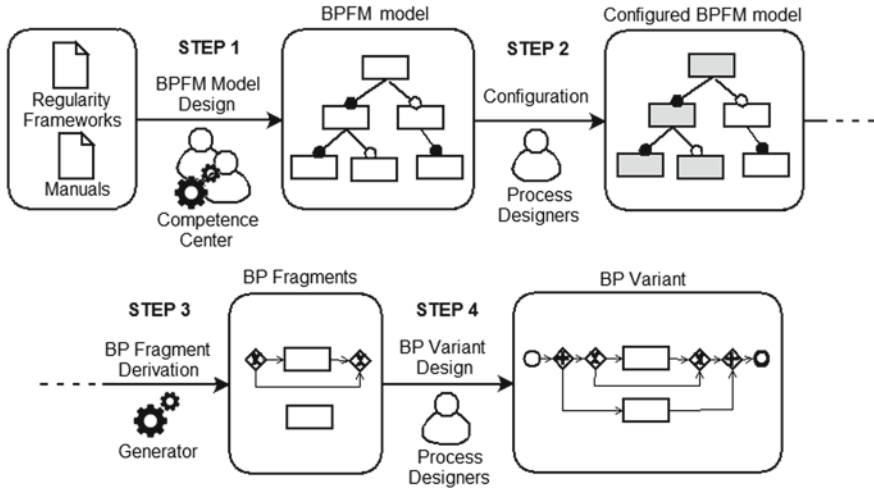 BPFM model
Configured BPFM model
STEP 1
STEP 2
Regularity
Frameworks
Manuals
BPFM Model
Design
Competence
Center
Configuration
Process
Designers
BP Fragments
BP Variant
STEP 3
STEP 4
BP Fragment
Derivation
Generator
BP Variant
Design
Process
Designers